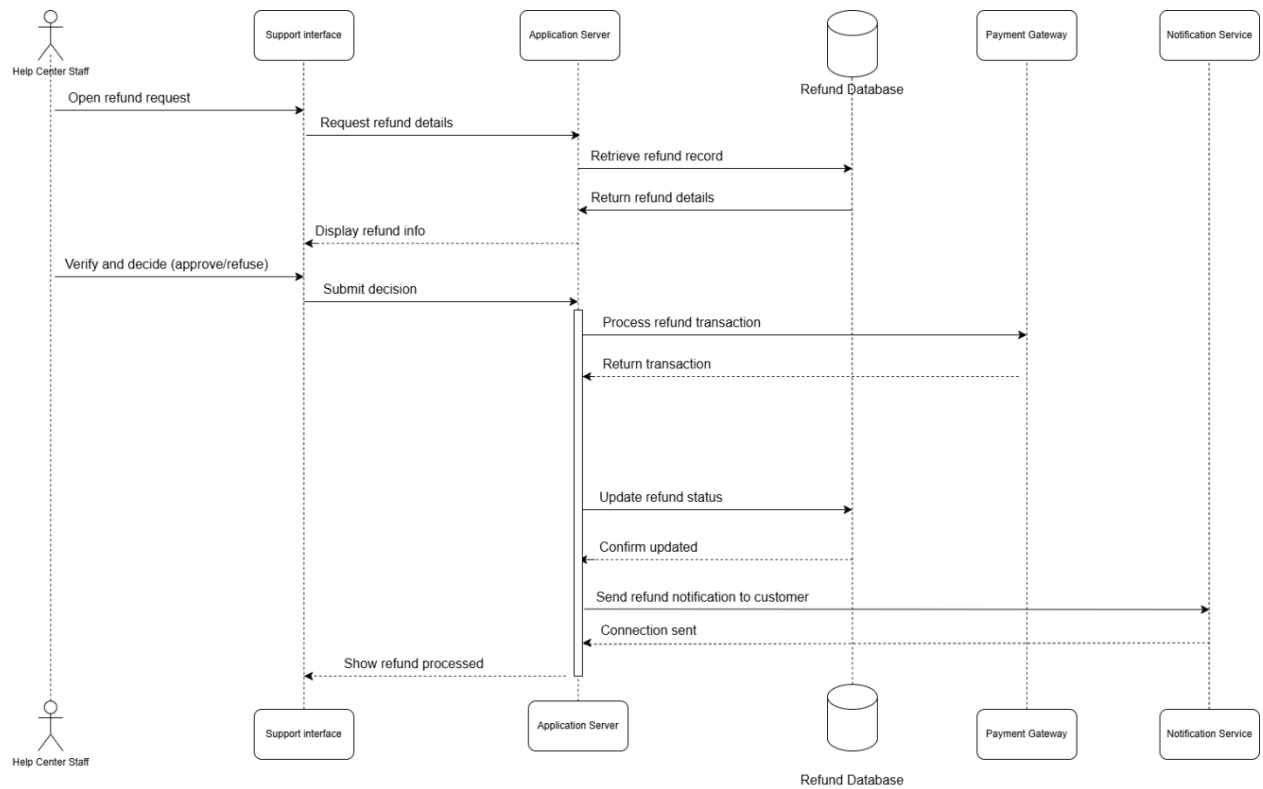 Help Center Staff
Support interface
Application Server
Refund Database
Payment Gateway
Notification Service
Open refund request
Request refund details
Retrieve refund record
Return refund details
Display refund info
Verify and decide (approve/refuse)
Submit decision
Process refund transaction
Return transaction
Update refund status
Confirm updated
Send refund notification to customer
Connection sent
Show refund processed
Help Center Staff
Support interface
Application Server
Refund Database
Payment Gateway
Notification Service